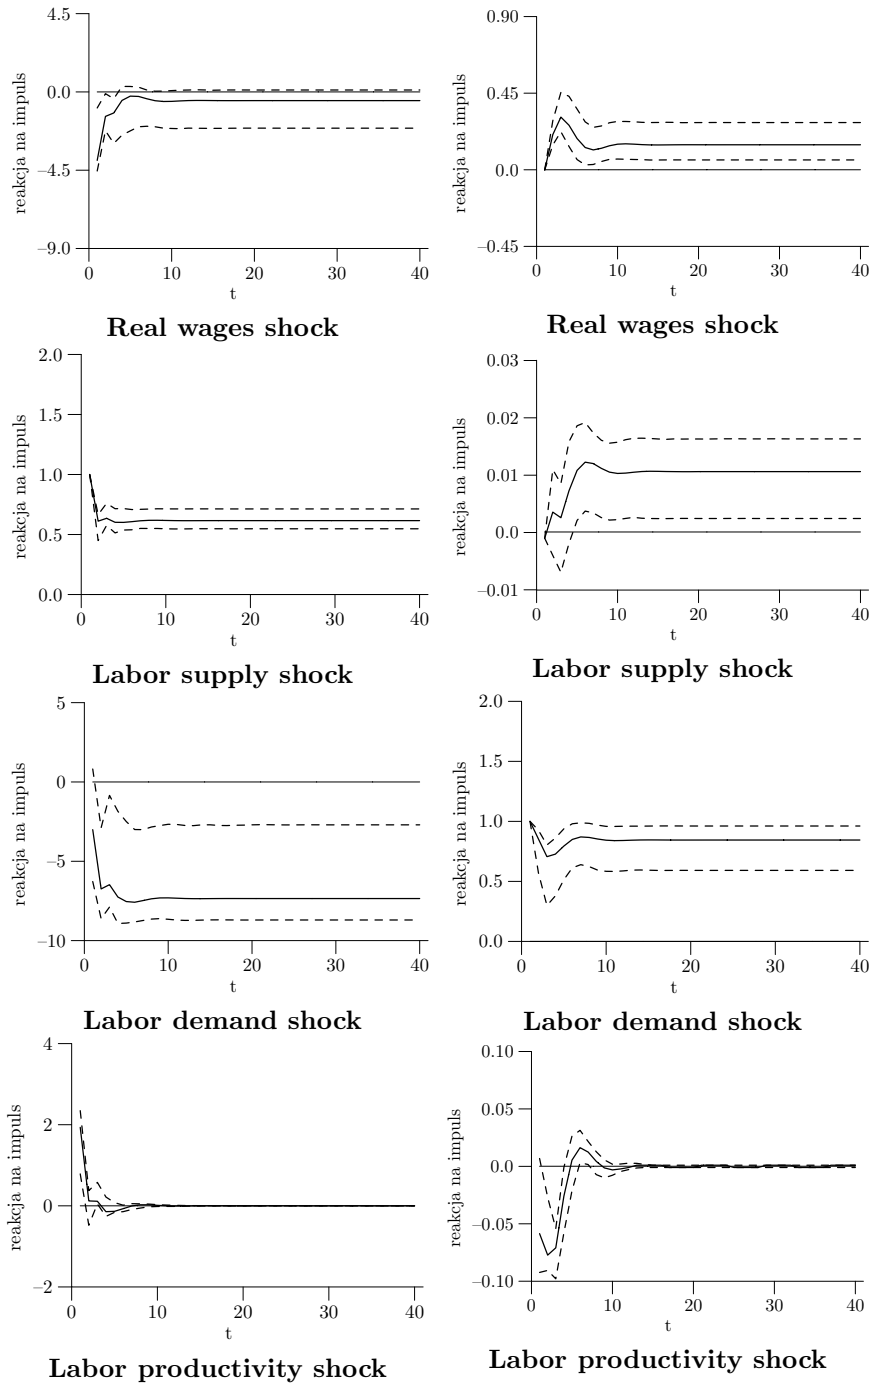 4.5
0.0
−4.5
−9.0
reakcja na impuls
0 10 20 30 40
t
Real wages shock
0.90
0.45
0.0
−0.45
reakcja na impuls
0 10 20 30 40
t
Real wages shock
2.0
1.5
1.0
0.5
0.0
reakcja na impuls
0 10 20 30 40
t
Labor supply shock
0.03
0.02
0.01
0.0
−0.01
reakcja na impuls
0 10 20 30 40
t
Labor supply shock
5
0
−5
−10
reakcja na impuls
0 10 20 30 40
t
Labor demand shock
2.0
1.5
1.0
0.5
0.0
reakcja na impuls
0 10 20 30 40
t
Labor demand shock
4
2
0
−2
reakcja na impuls
0 10 20 30 40
t
Labor productivity shock
0.10
0.05
0.0
−0.05
−0.10
reakcja na impuls
0 10 20 30 40
t
Labor productivity shock